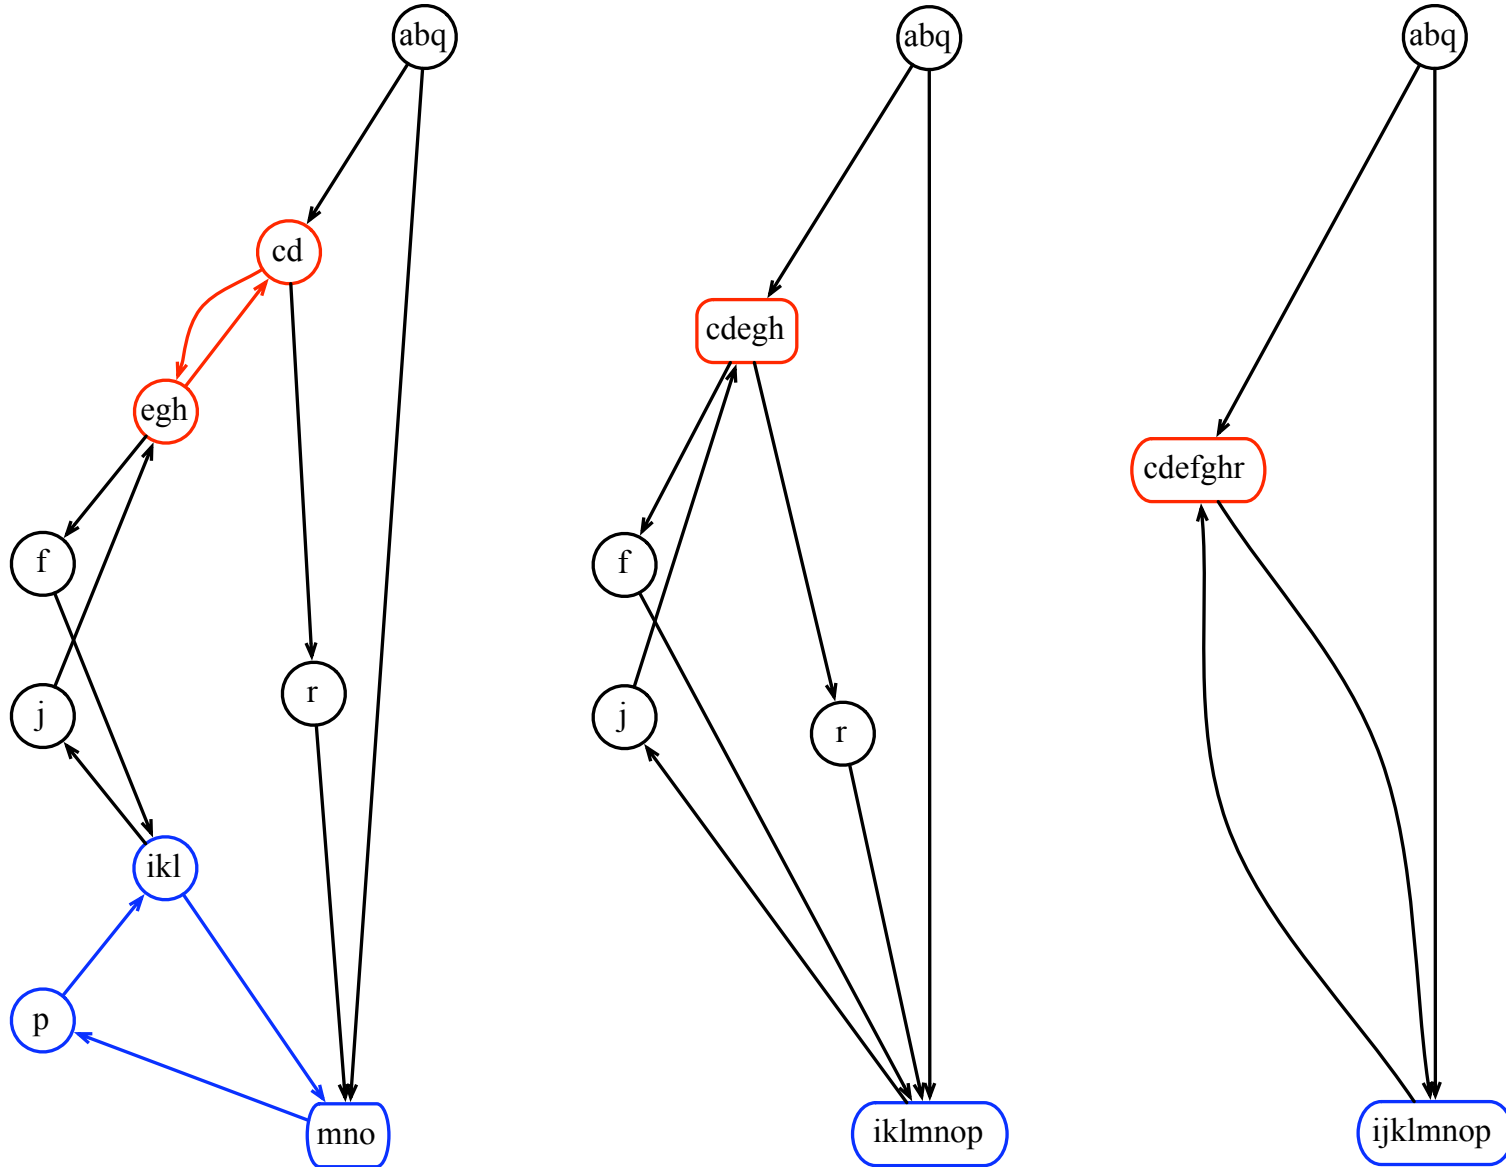 abq
cd
egh
f
j
r
ikl
p
mno
abq
cdegh
f
j
r
iklmnop
abq
cdefghr
ijklmnop